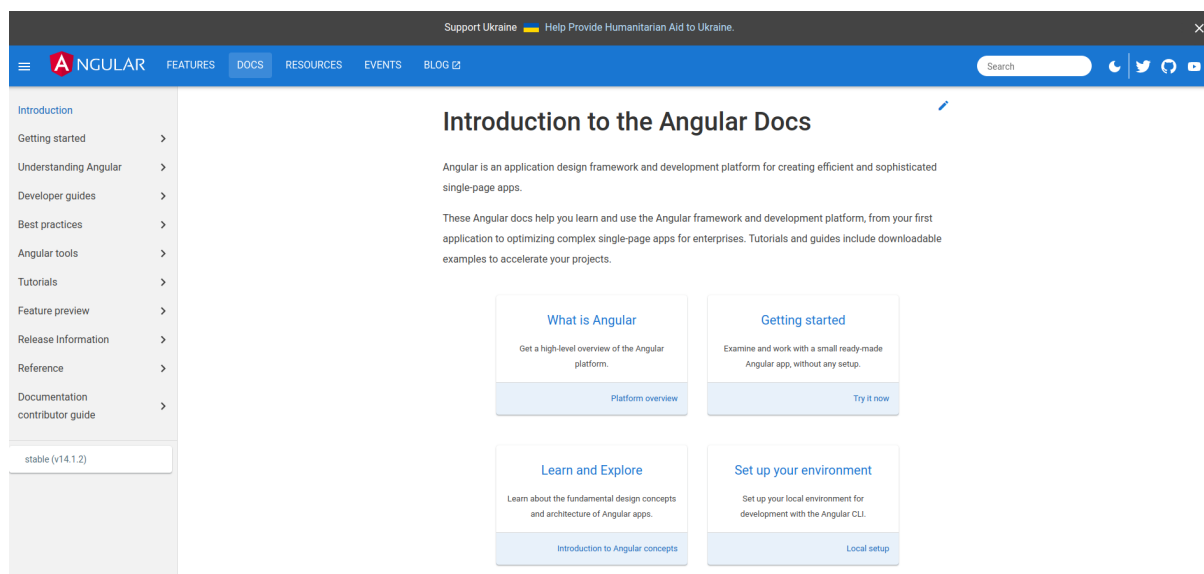 Support Ukraine Help Provide Humanitarian Aid to Ukraine.
ANGULAR FEATURES DOCS RESOURCES EVENTS BLOG Search
Introduction
Getting started
Understanding Angular
Developer guides
Best practices
Angular tools
Tutorials
Feature preview
Release Information
Reference
Documentation
contributor guide
stable (v14.1.2)
Introduction to the Angular Docs
Angular is an application design framework and development platform for creating efficient and sophisticated
single-page apps.
These Angular docs help you learn and use the Angular framework and development platform, from your first
application to optimizing complex single-page apps for enterprises. Tutorials and guides include downloadable
examples to accelerate your projects.
What is Angular
Get a high-level overview of the Angular
platform.
Platform overview
Getting started
Examine and work with a small ready-made
Angular app, without any setup.
Try it now
Learn and Explore
Learn about the fundamental design concepts
and architecture of Angular apps.
Introduction to Angular concepts
Set up your environment
Set up your local environment for
development with the Angular CLI.
Local setup